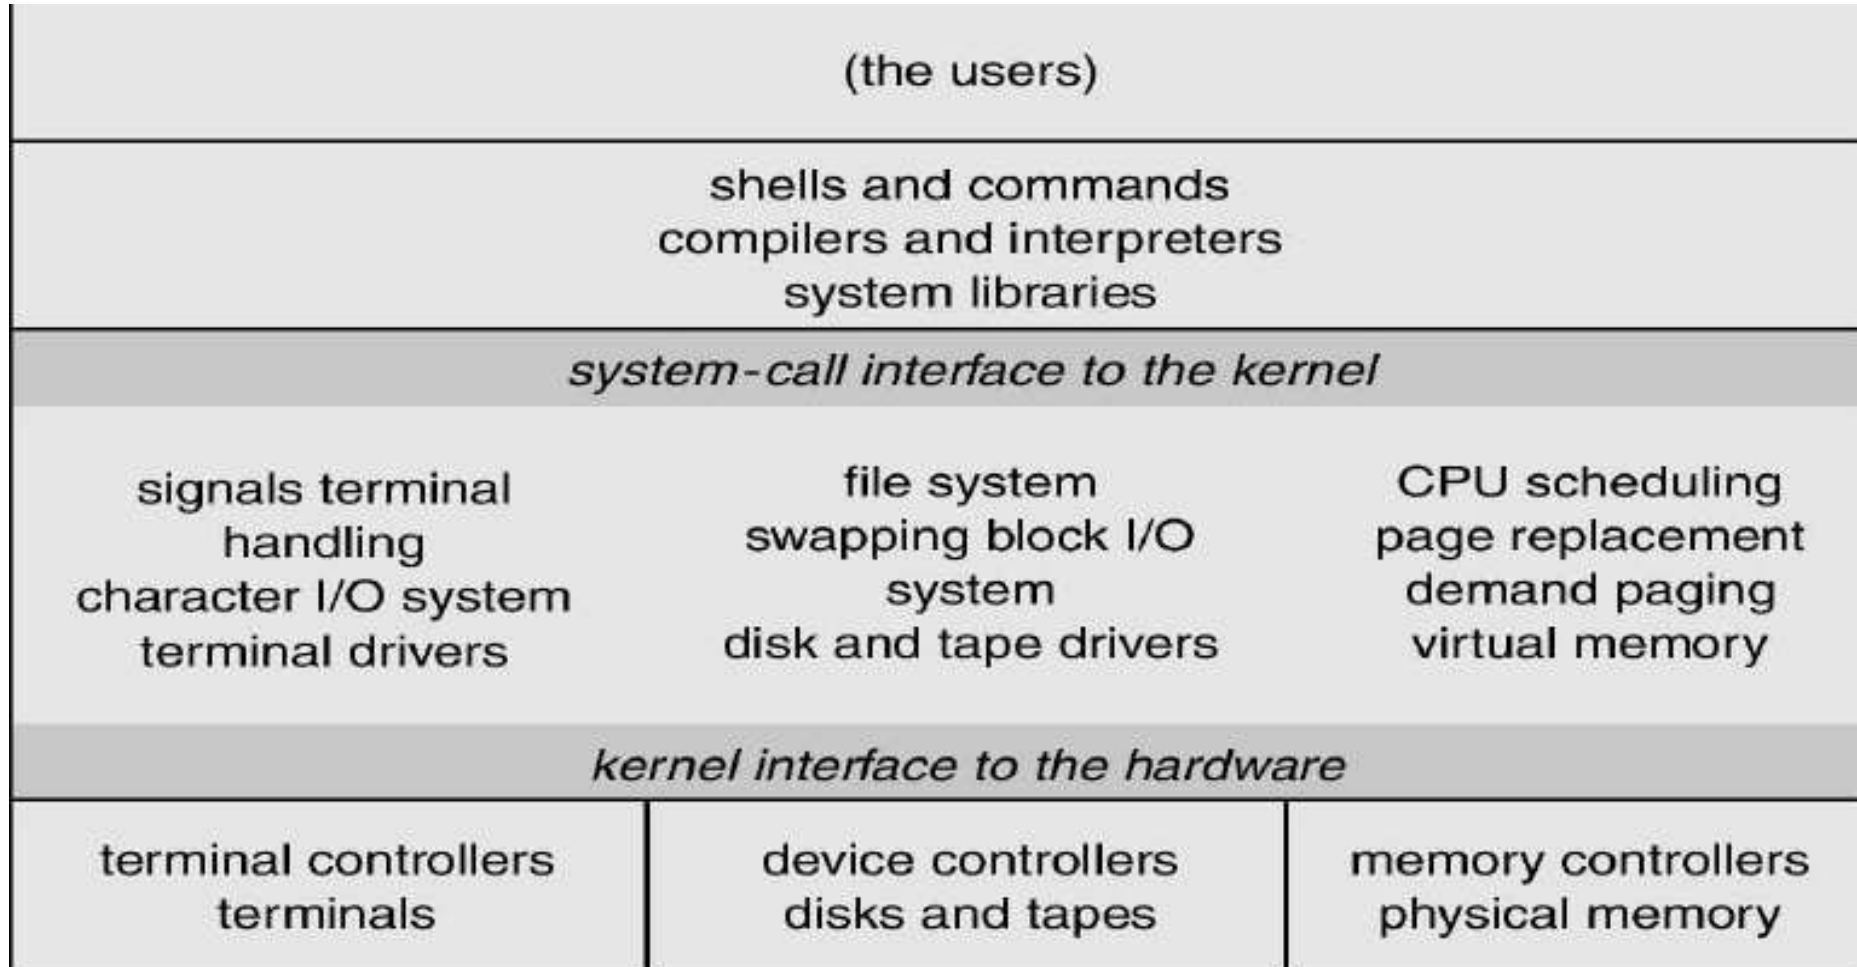 (the users)
shells and commands
compilers and interpreters
system libraries
system-call interface to the kernel
signals terminal
handling
character I/O system
terminal drivers
file system
swapping block I/O
system
disk and tape drivers
CPU scheduling
page replacement
demand paging
virtual memory
kernel interface to the hardware
terminal controllers
terminals
device controllers
disks and tapes
memory controllers
physical memory